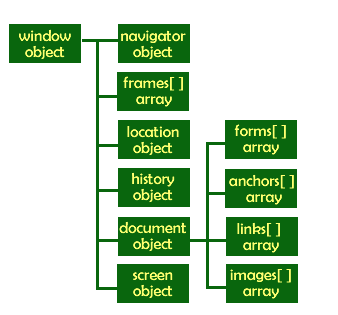 window
object
navigator
object
frames[ ]
array
location
object
history
object
document
object
screen
object
forms[ ]
array
anchors[ ]
array
links[ ]
array
images[ ]
array